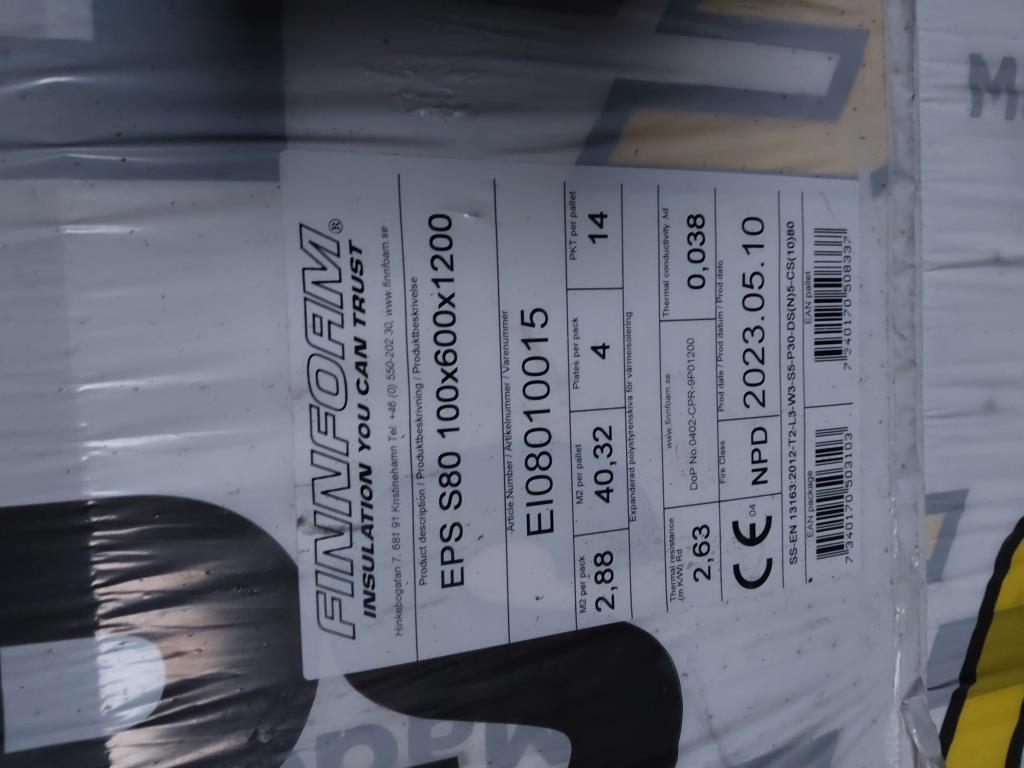 FINNFOAM®
INSULATION YOU CAN TRUST
Hinkebogatan 7, 681 91 Kristinehamn Tel: +46 (0) 550-202 30, www.finnfoam.se
Product description / Produktbeskrivning / Produktbeskrivelse
EPS S80 100x600x1200
Article Number / Artikelnummer / Varenummer
EI08010015
M2 per pack M2 per pallet Plates per pack PKT per pallet
2,88 40,32 4 14
Expanderad polystyrenskiva för värmeisolering
Thermal resistance (m K/W) Rd www.finnfoam.se Thermal conductivity λd
2,63 DoP No.0402-CPR-9P01200 0,038
Fire Class Prod date / Prod datum / Prod dato
CE 04 NPD 2023.05.10
SS-EN 13163:2012-T2-L3-W3-S5-P30-DS(N)5-CS(10)80
EAN package EAN pallet
7340170503103 7340170508337
M